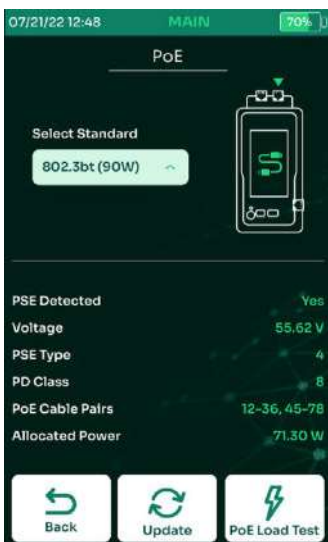 07/21/22 12:48 MAIN 70%
PoE
Select Standard
802.3bt (90W)
PSE Detected Yes
Voltage 55.62 V
PSE Type 4
PD Class 8
PoE Cable Pairs 12-36, 45-78
Allocated Power 71.30 W
Back Update PoE Load Test